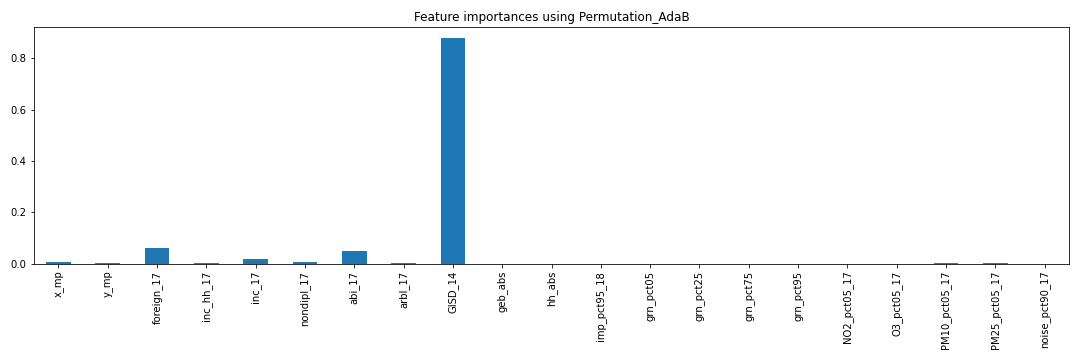 Feature importances using Permutation_AdaB
0.8
0.6
0.4
0.2
0.0
x_mp
y_mp
foreign_17
inc_hh_17
inc_17
nondipl_17
abi_17
arbl_17
GISD_14
geb_abs
hh_abs
imp_pct95_18
grn_pct05
grn_pct25
grn_pct75
grn_pct95
NO2_pct05_17
O3_pct05_17
PM10_pct05_17
PM25_pct05_17
noise_pct90_17